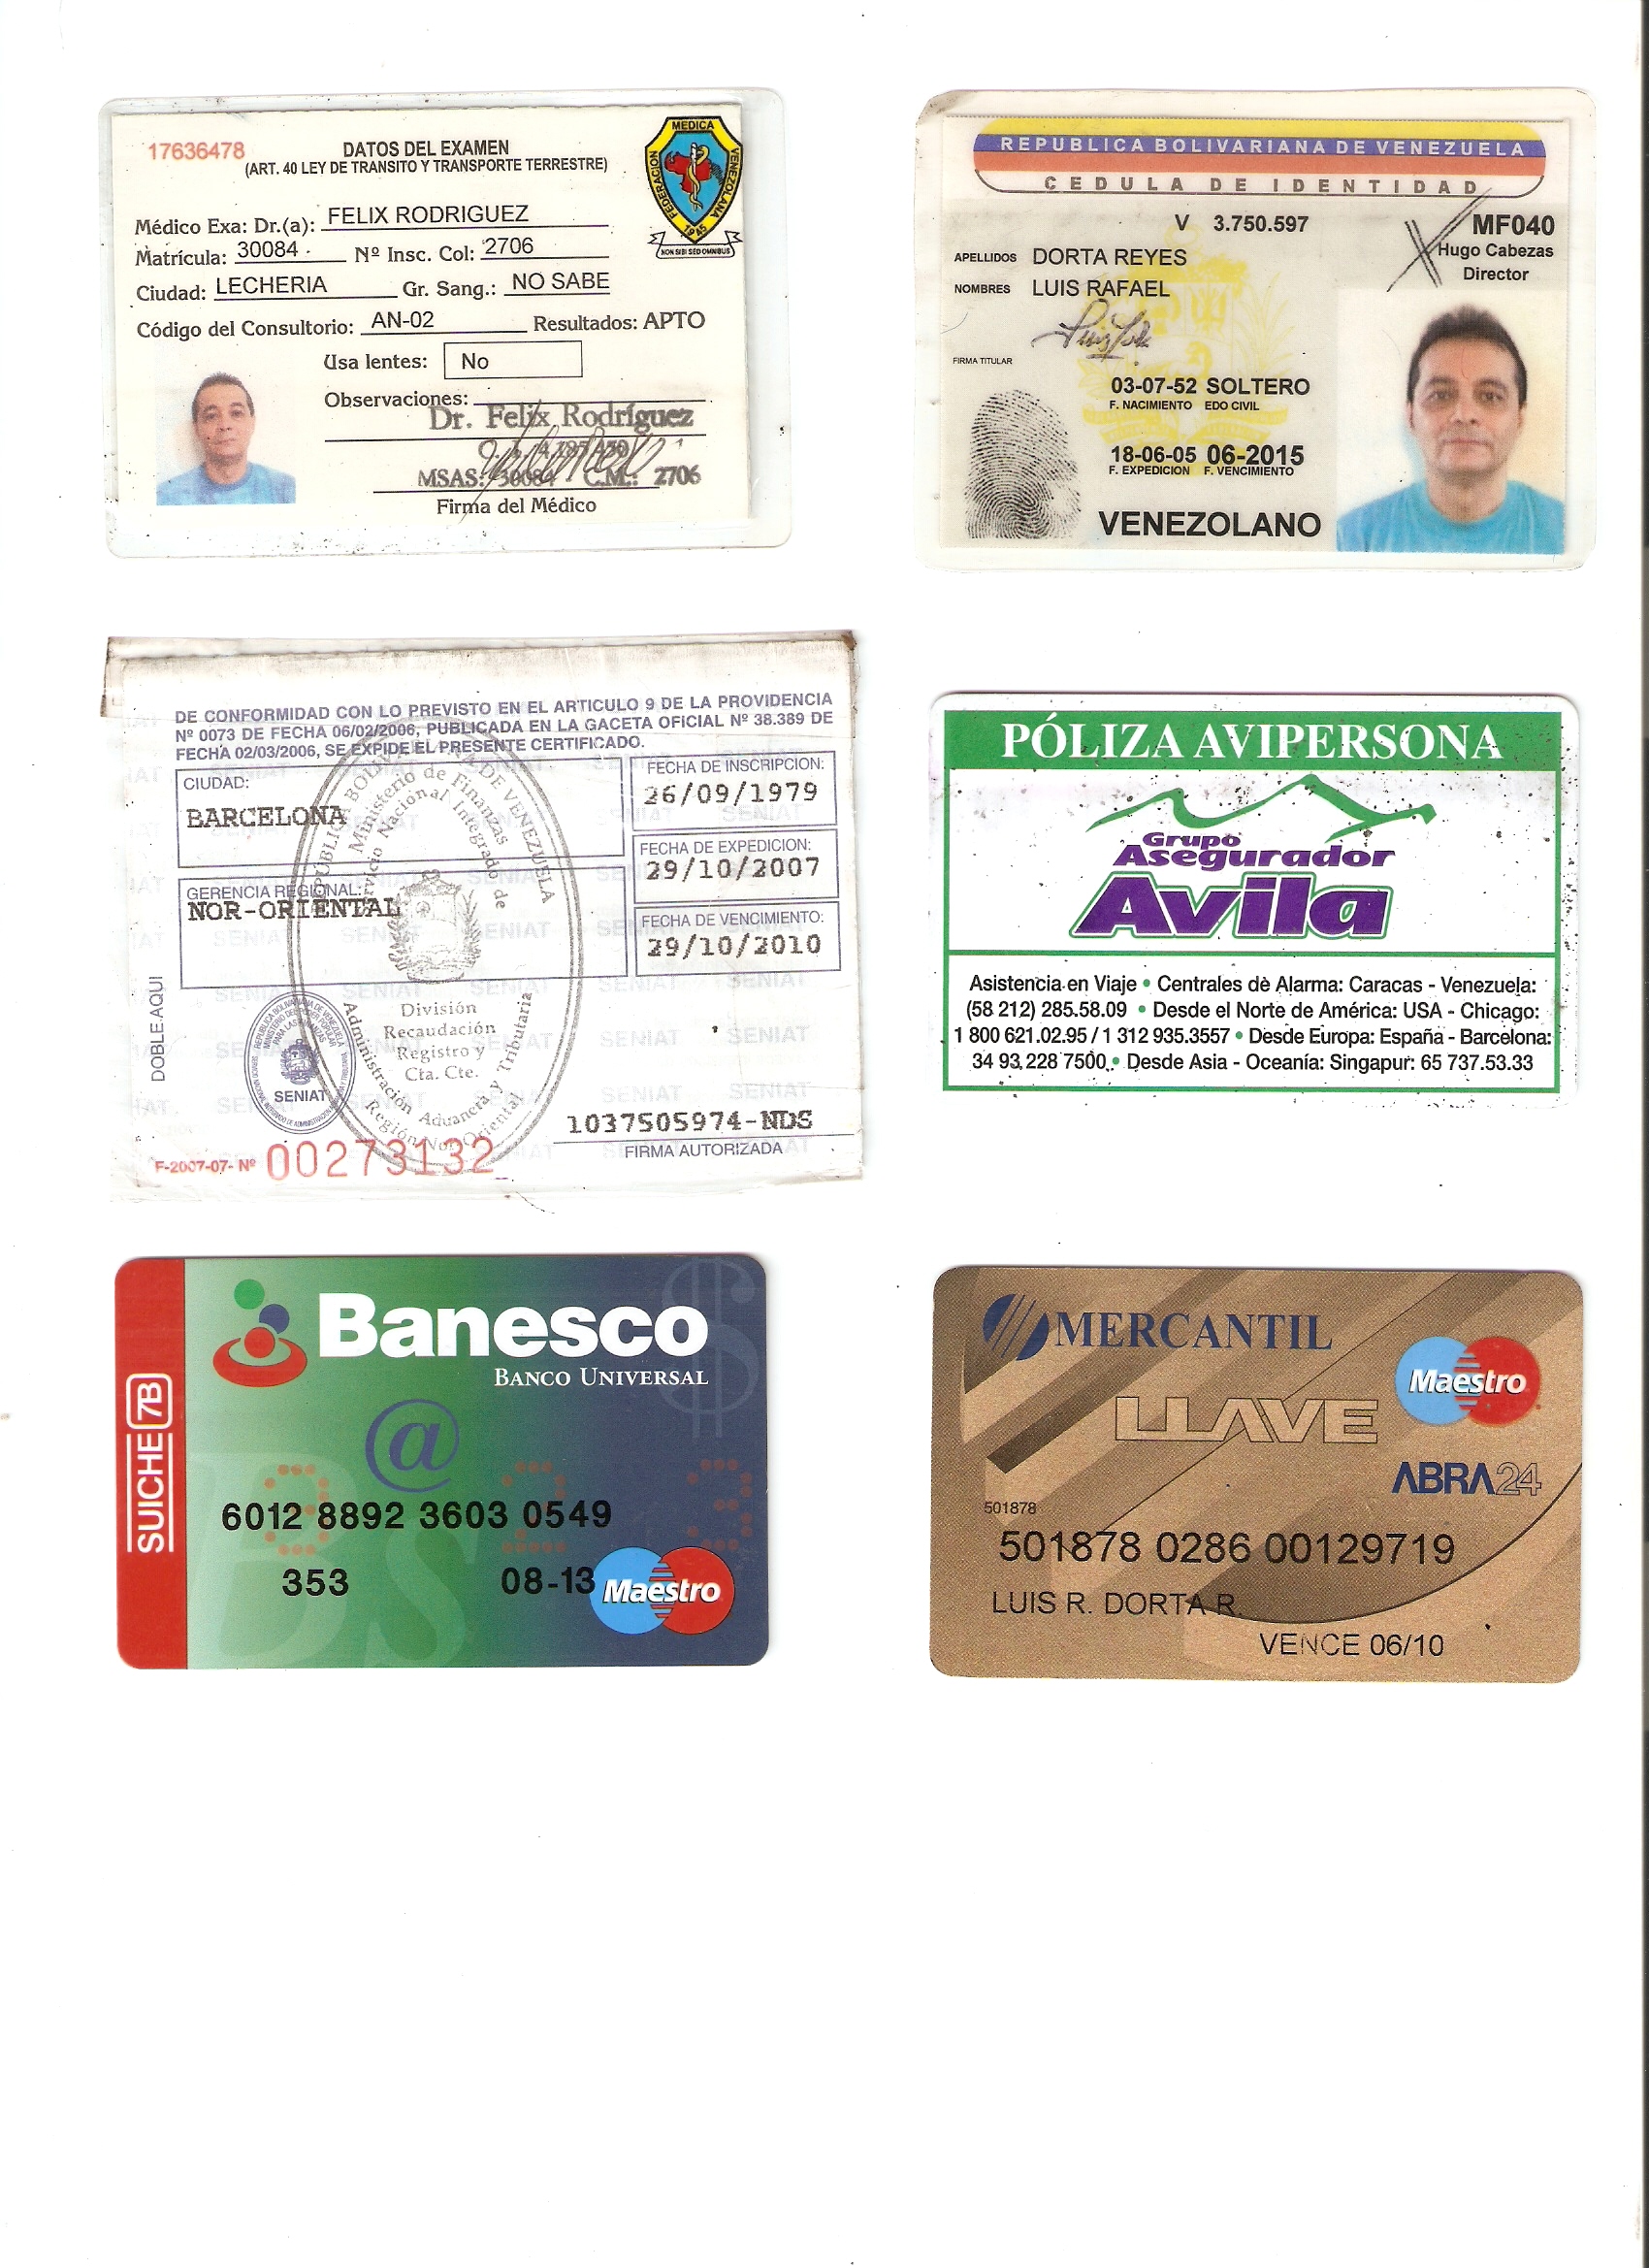 17636478
DATOS DEL EXAMEN
(ART. 40 LEY DE TRANSITO Y TRANSPORTE TERRESTRE)
FEDERACION MEDICA VENEZOLANA
1945
NON SIBI SED OMNIBUS
Médico Exa: Dr.(a): FELIX RODRIGUEZ
Matrícula: 30084 Nº Insc. Col: 2706
Ciudad: LECHERIA Gr. Sang.: NO SABE
Código del Consultorio: AN-02 Resultados: APTO
Usa lentes: No
Observaciones:
Dr. Felix Rodríguez
MSAS: 30084 C.M.: 2706
Firma del Médico
REPUBLICA BOLIVARIANA DE VENEZUELA
CEDULA DE IDENTIDAD
V 3.750.597
MF040
Hugo Cabezas
Director
APELLIDOS DORTA REYES
NOMBRES LUIS RAFAEL
FIRMA TITULAR
03-07-52 SOLTERO
F. NACIMIENTO EDO CIVIL
18-06-05 06-2015
F. EXPEDICION F. VENCIMIENTO
VENEZOLANO
DE CONFORMIDAD CON LO PREVISTO EN EL ARTICULO 9 DE LA PROVIDENCIA
Nº 0073 DE FECHA 06/02/2006, PUBLICADA EN LA GACETA OFICIAL Nº 38.389 DE
FECHA 02/03/2006, SE EXPIDE EL PRESENTE CERTIFICADO.
CIUDAD:
BARCELONA
FECHA DE INSCRIPCION:
26/09/1979
FECHA DE EXPEDICION:
29/10/2007
GERENCIA REGIONAL:
NOR-ORIENTAL
FECHA DE VENCIMIENTO:
29/10/2010
REPÚBLICA BOLIVARIANA DE VENEZUELA
Ministerio de Finanzas
Servicio Nacional Integrado de
Administración Aduanera y Tributaria
División
Recaudación
Registro y
Cta. Cte.
Región Nor-Oriental
DOBLE AQUI
SENIAT
1037505974-NDS
FIRMA AUTORIZADA
F-2007-07- Nº 00273132
PÓLIZA AVIPERSONA
Grupo
Asegurador
Avila
Asistencia en Viaje • Centrales de Alarma: Caracas - Venezuela:
(58 212) 285.58.09 • Desde el Norte de América: USA - Chicago:
1 800 621.02.95 / 1 312 935.3557 • Desde Europa: España - Barcelona:
34 93 228 7500 • Desde Asia - Oceanía: Singapur: 65 737.53.33
SUICHE 7B
Banesco
BANCO UNIVERSAL
@
6012 8892 3603 0549
353 08-13
Maestro
MERCANTIL
Maestro
LLAVE
ABRA24
501878
501878 0286 00129719
LUIS R. DORTA R.
VENCE 06/10